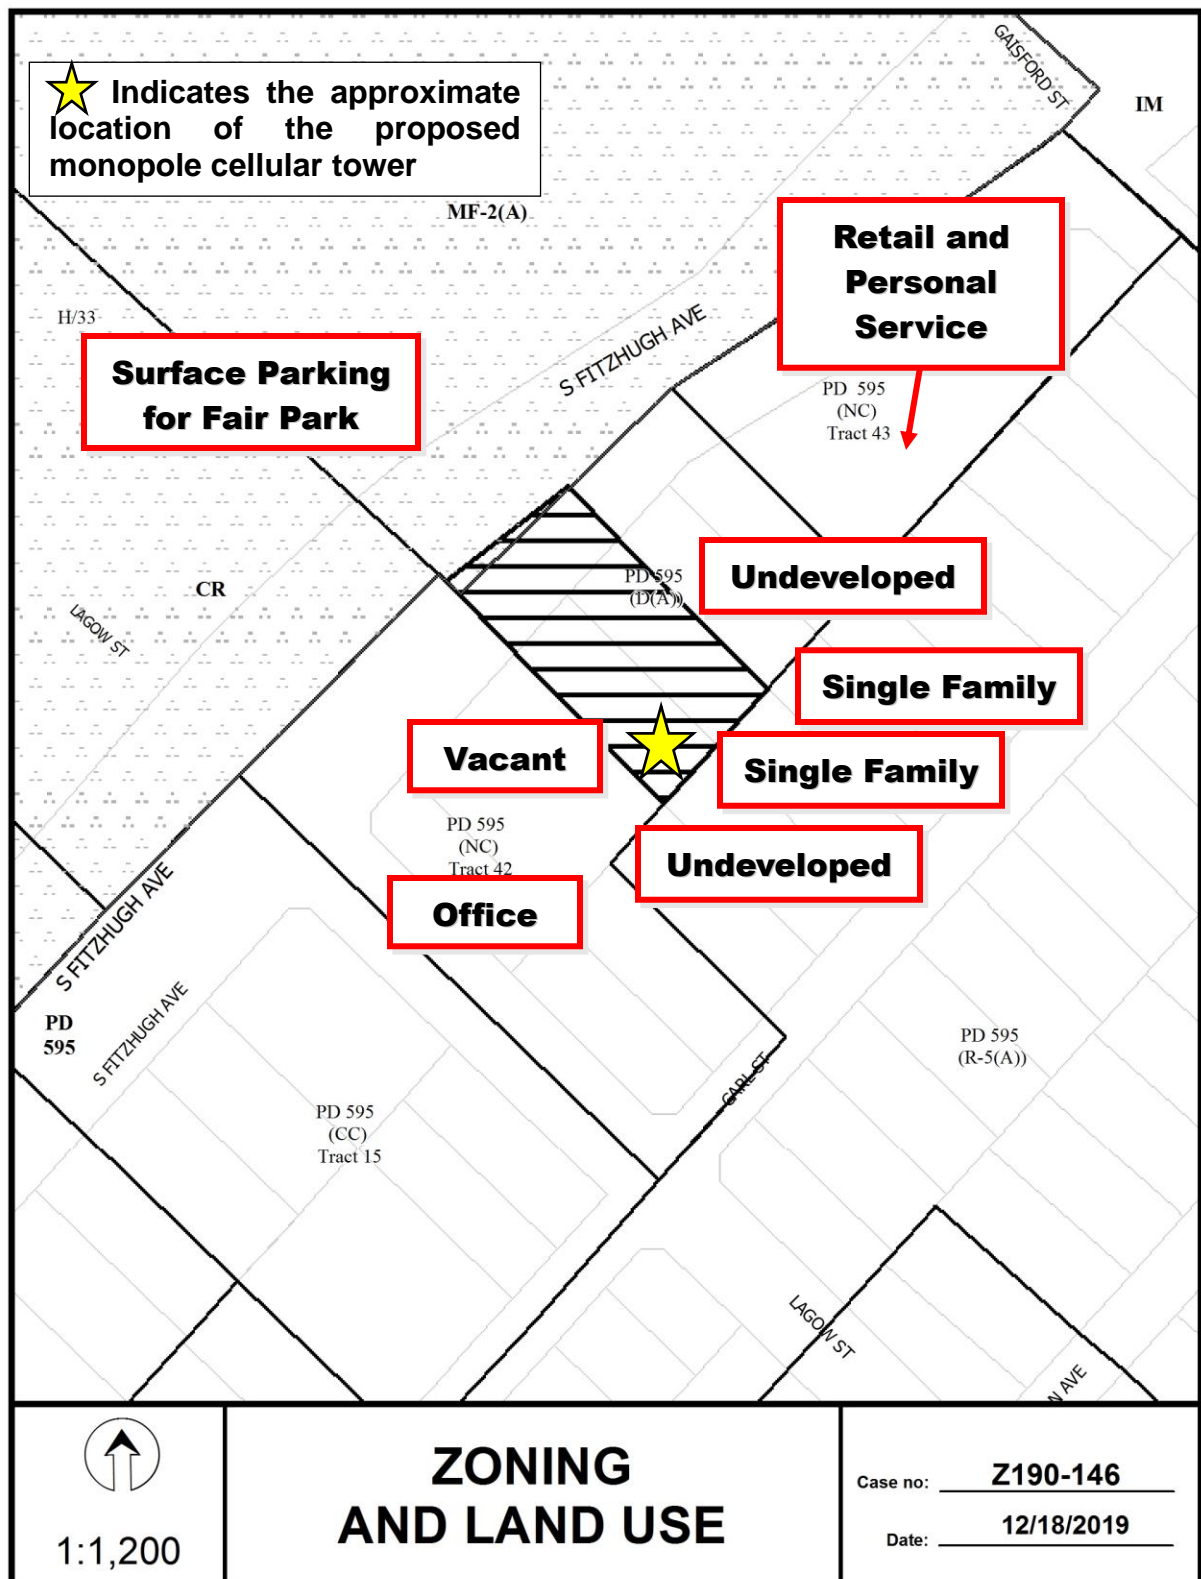 Indicates the approximate
location of the proposed
monopole cellular tower
GAISFORD ST
IM
MF-2(A)
Retail and
Personal
Service
H/33
Surface Parking
for Fair Park
S FITZHUGH AVE
PD 595
(NC)
Tract 43
Undeveloped
PD 595
(D(A))
CR
LAGOW ST
Single Family
Vacant
Single Family
PD 595
(NC)
Tract 42
Undeveloped
Office
S FITZHUGH AVE
S FITZHUGH AVE
PD
595
PD 595
(R-5(A))
CARL ST
PD 595
(CC)
Tract 15
LAGOW ST
N AVE
1:1,200
ZONING
AND LAND USE
Case no: Z190-146
Date: 12/18/2019